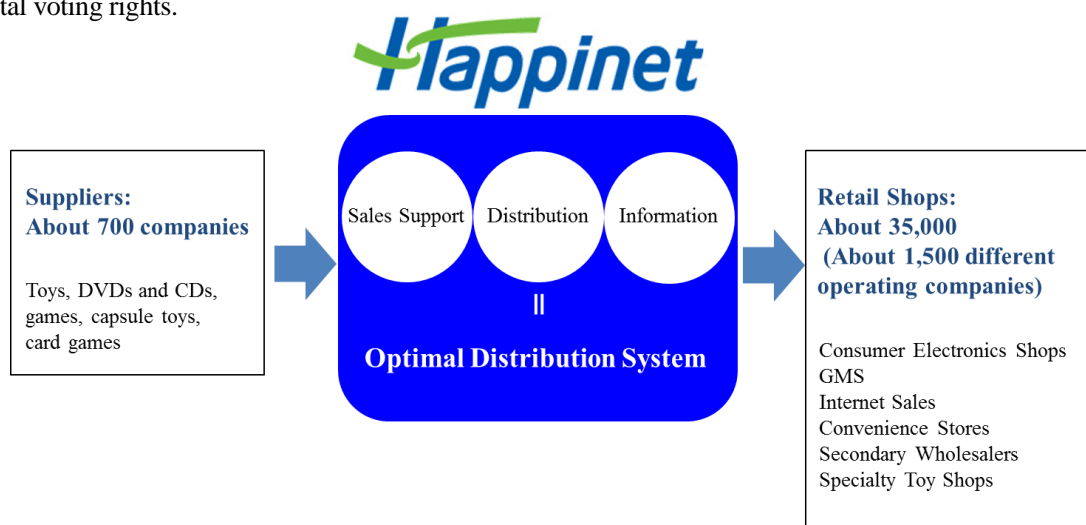 tal voting rights.
Happinet
Suppliers:
About 700 companies
Toys, DVDs and CDs,
games, capsule toys,
card games
Sales Support
Distribution
Information
=
Optimal Distribution System
Retail Shops:
About 35,000
(About 1,500 different
operating companies)
Consumer Electronics Shops
GMS
Internet Sales
Convenience Stores
Secondary Wholesalers
Specialty Toy Shops